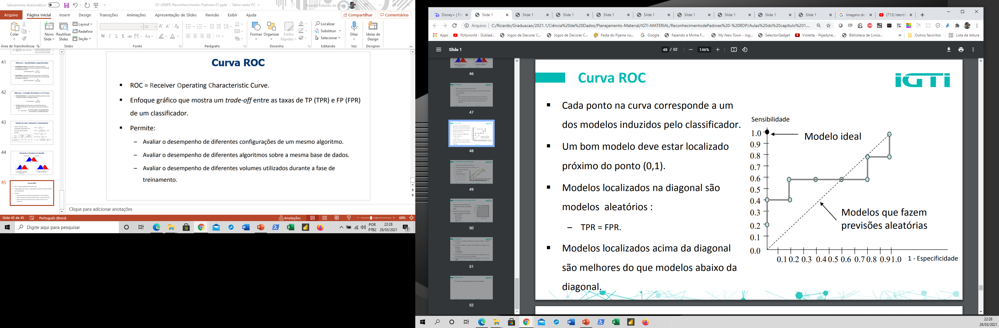 Salvamento Automático
01-UNIPE-Reconhecimento-Padroes-01.pptx - Salvo neste PC
Ricardo Roberto de Lima
Arquivo
Página Inicial
Inserir
Design
Transições
Animações
Apresentação de Slides
Revisão
Exibir
Ajuda
Compartilhar
Comentários
Colar
Novo Slide
Reutilizar Slides
Layout
Redefinir
Seção
36
N I S S ab AV Aa A
Formas
Organizar
Estilos Rápidos
Localizar
Substituir
Selecionar
Ditar
Ideias de Design
Área de Transferência
Slides
Fonte
Parágrafo
Desenho
Editando
Voz
Designer
41
Métricas > Sensibilidade e especificidade
42
Métricas > Precisão (Precision) e o F1-Score
43
Estudo de caso: Avaliando o desempenho
44
Movendo a fronteira de decisão
45
Curva ROC
Curva ROC
ROC = Receiver Operating Characteristic Curve.
Enfoque gráfico que mostra um trade-off entre as taxas de TP (TPR) e FP (FPR)
de um classificador.
Permite:
– Avaliar o desempenho de diferentes configurações de um mesmo algoritmo.
– Avaliar o desempenho de diferentes algoritmos sobre a mesma base de dados.
– Avaliar o desempenho de diferentes volumes utilizados durante a fase de
treinamento.
Clique para adicionar anotações
Slide 45 de 45
Português (Brasil)
Anotações
68%
Digite aqui para pesquisar
POR
PTB2
22:28
28/03/2021
3
Disney+ | Fil
Slide 1
Slide 1
Slide 1
Slide 1
Slide 1
Slide 1
Slide 1
Slide 1
Slide 1
imagens de
(713) Identifi
Arquivo | C:/Ricardo/Graduacao/2021.1/Ciência%20de%20Dados/Planejamento-Material/IGTI-MATERIAL/ReconhecimentodePadroes%20-%20RDP/Aulas%20do%20capítulo%201....
Apps
Pollyworld - Dublad...
Jogos de Decorar C...
Jogos de Decorar C...
Festa do Pijama no...
Google
Fazendo a Minha F...
My New Town - Jog...
SelectorGadget
Violetta - Pojedyne...
Biblioteca de Livros...
»
Outros favoritos
Lista de leitura
Slide 1
48 / 52
146%
46
47
48
49
50
51
52
Curva ROC
iGTi
Cada ponto na curva corresponde a um
dos modelos induzidos pelo classificador.
Um bom modelo deve estar localizado
próximo do ponto (0,1).
Modelos localizados na diagonal são
modelos aleatórios :
– TPR = FPR.
Modelos localizados acima da diagonal
são melhores do que modelos abaixo da
diagonal.
Sensibilidade
1.0
0.9
0.8
0.7
0.6
0.5
0.4
0.3
0.2
0.1
0.0
Modelo ideal
Modelos que fazem
previsões aleatórias
0.1 0.2 0.3 0.4 0.5 0.6 0.7 0.8 0.9 1.0
1 - Especificidade
22:28
28/03/2021